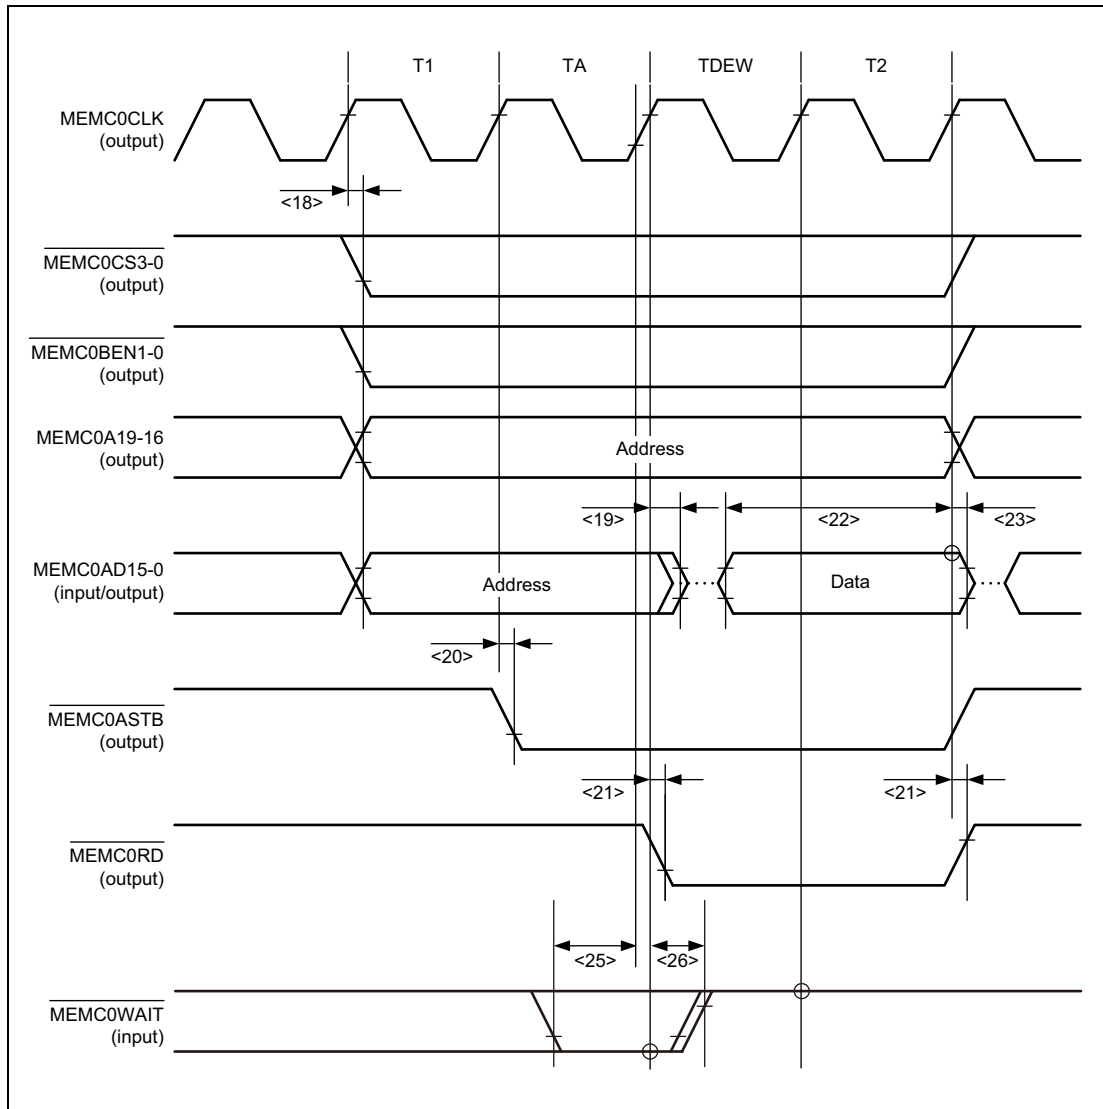 T1 TA TDEW T2
MEMC0CLK
(output)
<18>
MEMC0CS3-0
(output)
MEMC0BEN1-0
(output)
MEMC0A19-16
(output)
Address
<19> <22> <23>
MEMC0AD15-0
(input/output)
Address Data
<20>
MEMC0ASTB
(output)
<21> <21>
MEMC0RD
(output)
<25> <26>
MEMC0WAIT
(input)